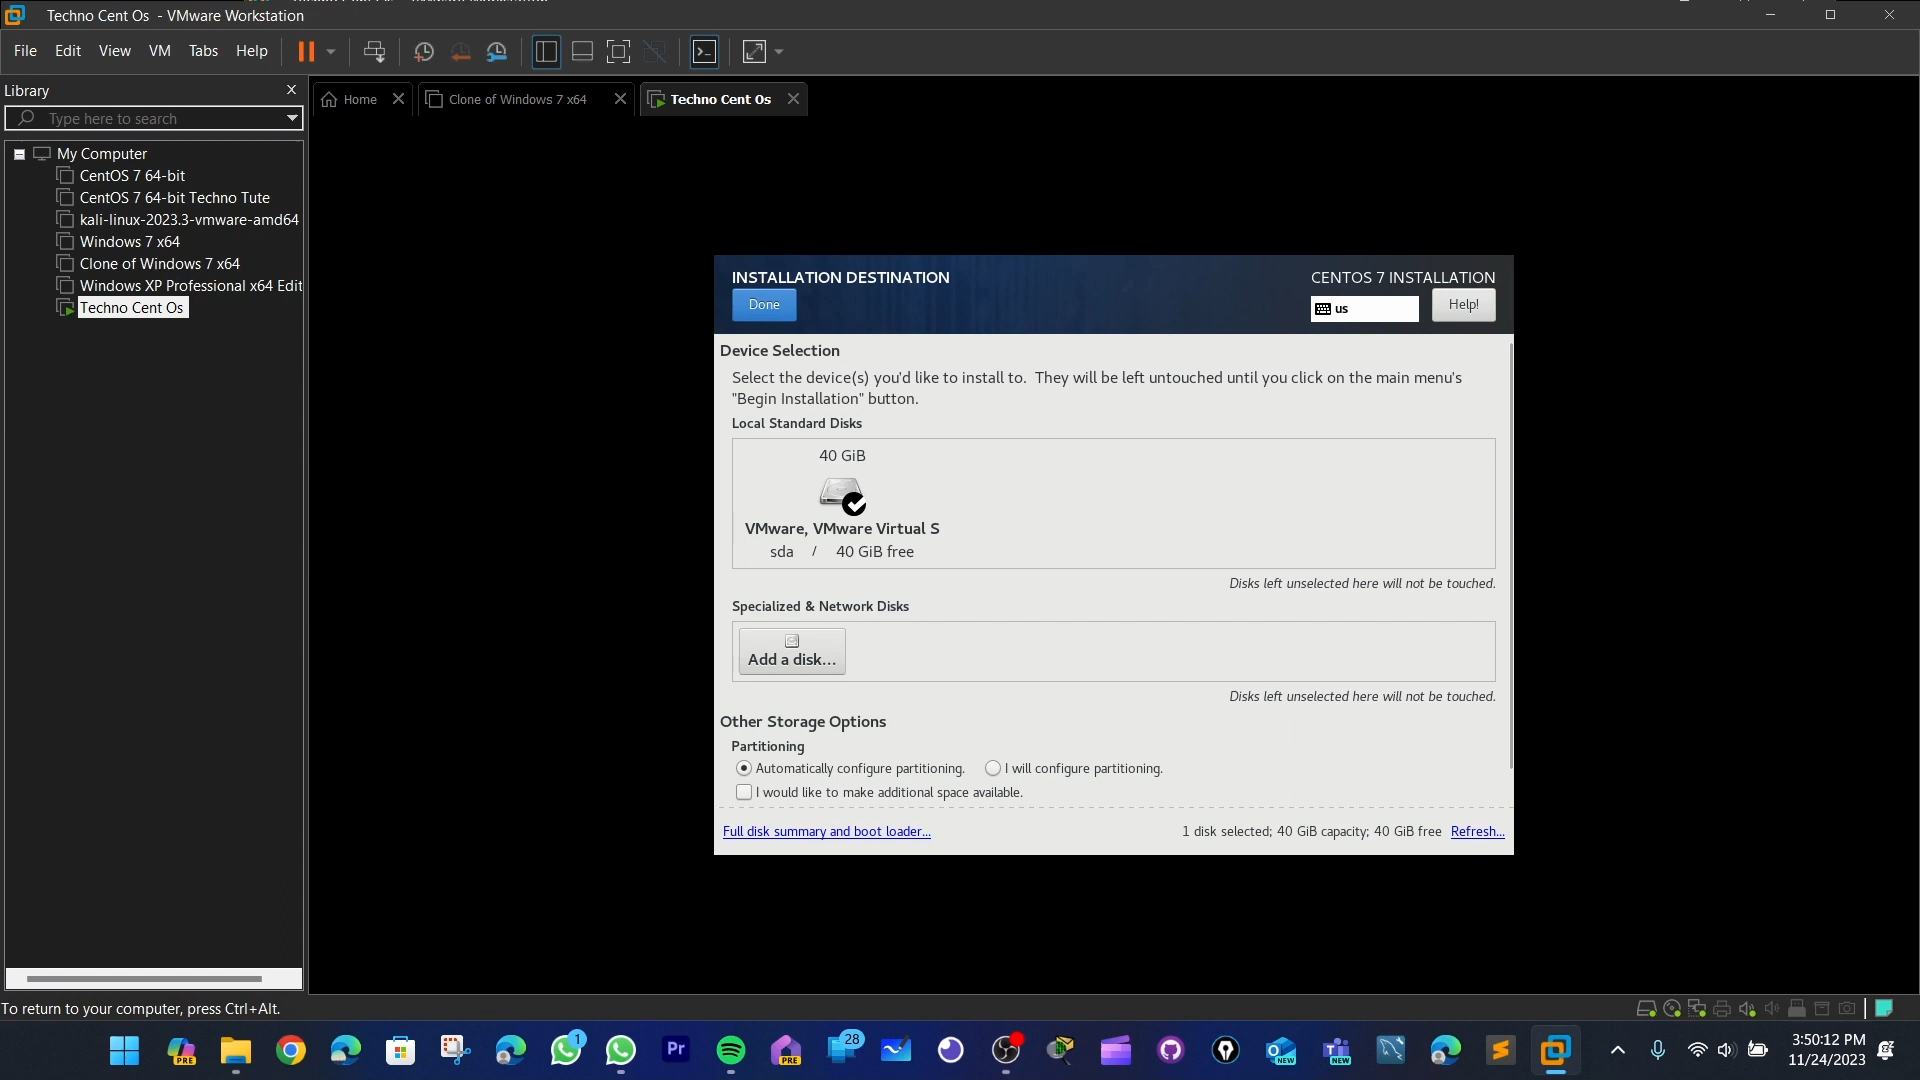 Techno Cent Os - VMware Workstation
File Edit View VM Tabs Help
Library
Type here to search
My Computer
CentOS 7 64-bit
CentOS 7 64-bit Techno Tute
kali-linux-2023.3-vmware-amd64
Windows 7 x64
Clone of Windows 7 x64
Windows XP Professional x64 Edit
Techno Cent Os
Home
Clone of Windows 7 x64
Techno Cent Os
INSTALLATION DESTINATION
CENTOS 7 INSTALLATION
Done
us
Help!
Device Selection
Select the device(s) you'd like to install to. They will be left untouched until you click on the main menu's
"Begin Installation" button.
Local Standard Disks
40 GiB
VMware, VMware Virtual S
sda / 40 GiB free
Disks left unselected here will not be touched.
Specialized & Network Disks
Add a disk...
Disks left unselected here will not be touched.
Other Storage Options
Partitioning
Automatically configure partitioning. I will configure partitioning.
I would like to make additional space available.
Full disk summary and boot loader...
1 disk selected; 40 GiB capacity; 40 GiB free Refresh...
To return to your computer, press Ctrl+Alt.
PRE
1
Pr
PRE
28
NEW
NEW
3:50:12 PM
11/24/2023